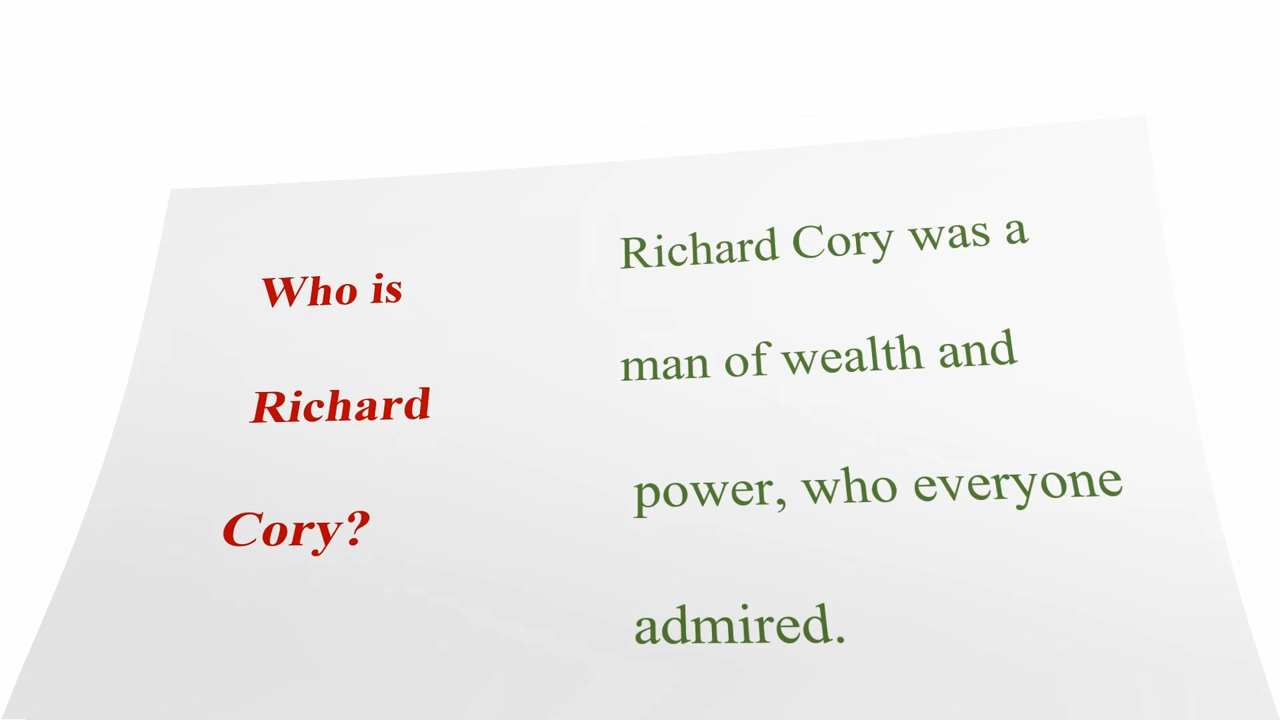 Who is
Richard
Cory?
Richard Cory was a
man of wealth and
power, who everyone
admired.